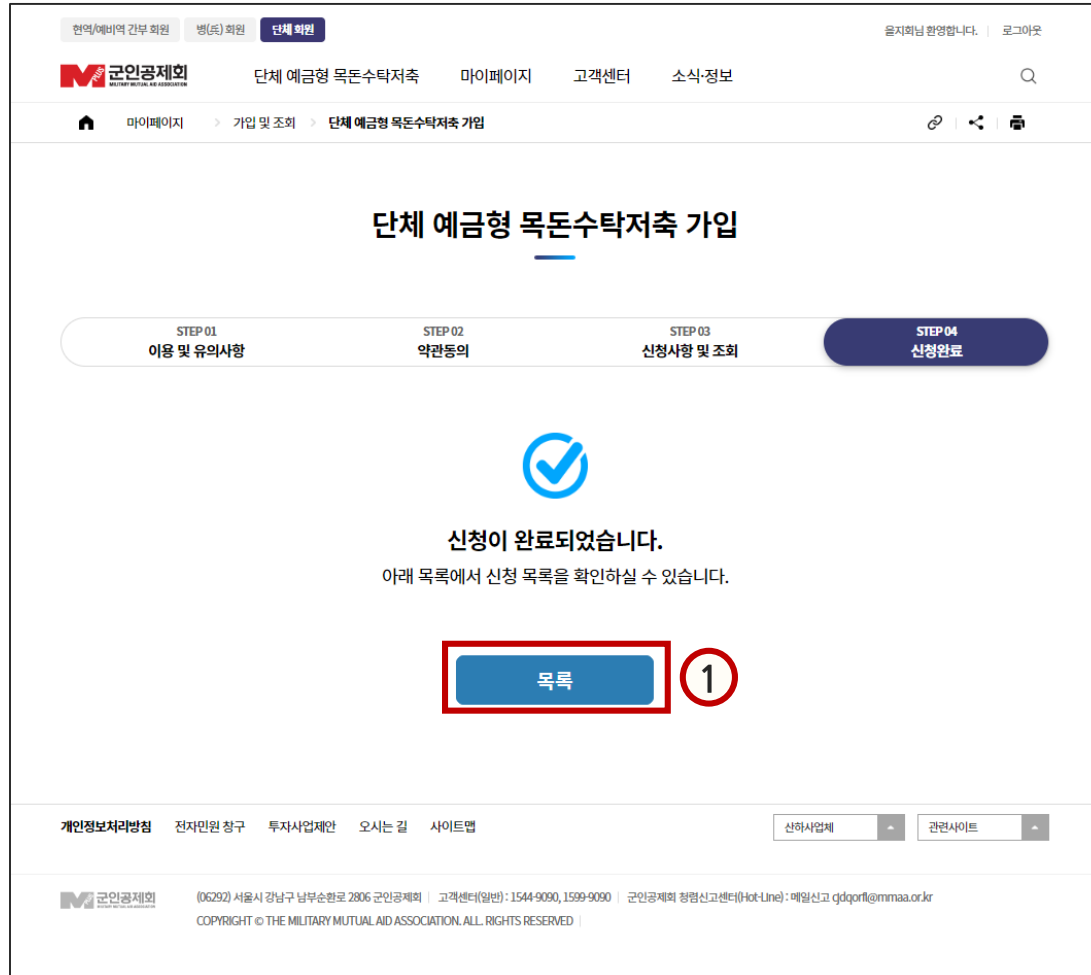 현역/예비역 간부 회원 병(兵) 회원 단체 회원 을지회님 환영합니다. 로그아웃
M PLUS 군인공제회 MILITARY MUTUAL AID ASSOCIATION 단체 예금형 목돈수탁저축 마이페이지 고객센터 소식·정보
마이페이지 > 가입 및 조회 > 단체 예금형 목돈수탁저축 가입
단체 예금형 목돈수탁저축 가입
STEP 01 STEP 02 STEP 03 STEP 04
이용 및 유의사항 약관동의 신청사항 및 조회 신청완료
신청이 완료되었습니다.
아래 목록에서 신청 목록을 확인하실 수 있습니다.
목록 1
개인정보처리방침 전자민원 창구 투자사업제안 오시는 길 사이트맵 산하사업체 관련사이트
군인공제회 (06292) 서울시 강남구 남부순환로 2806 군인공제회 | 고객센터(일반) : 1544-9090, 1599-9090 | 군인공제회 청렴신고센터(Hot-Line) : 메일신고 cjdqorfl@mmaa.or.kr
COPYRIGHT © THE MILITARY MUTUAL AID ASSOCIATION. ALL. RIGHTS RESERVED |